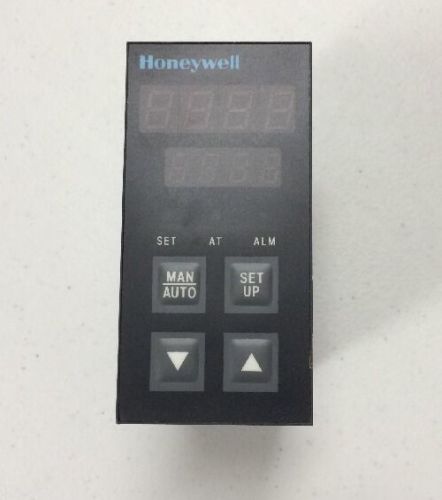 Honeywell
SET AT ALM
MAN SET
AUTO UP